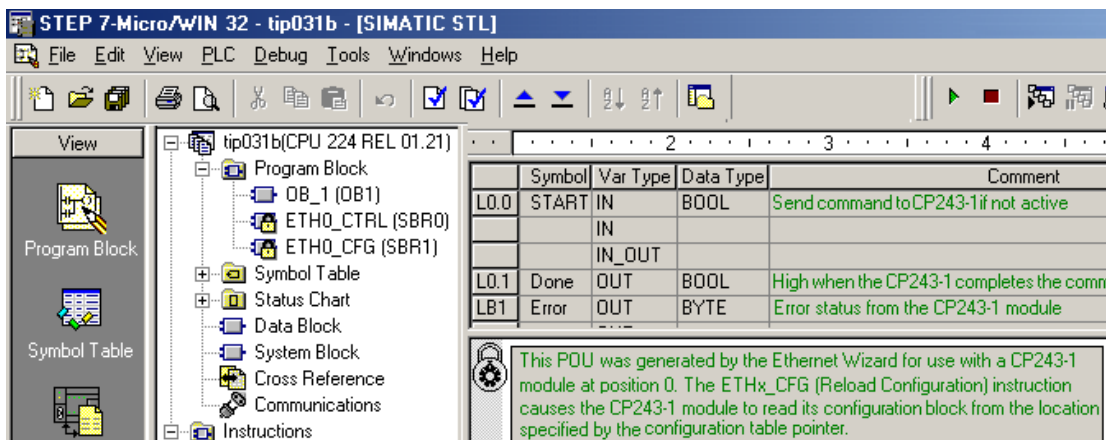 STEP 7-Micro/WIN 32 - tip031b - [SIMATIC STL]
File Edit View PLC Debug Tools Windows Help
View
Program Block
Symbol Table
tip031b(CPU 224 REL 01.21)
Program Block
OB_1 (OB1)
ETH0_CTRL (SBR0)
ETH0_CFG (SBR1)
Symbol Table
Status Chart
Data Block
System Block
Cross Reference
Communications
Instructions
2 3 4
Symbol Var Type Data Type Comment
L0.0 START IN BOOL Send command to CP243-1 if not active
IN
IN_OUT
L0.1 Done OUT BOOL High when the CP243-1 completes the comm
LB1 Error OUT BYTE Error status from the CP243-1 module
This POU was generated by the Ethernet Wizard for use with a CP243-1
module at position 0. The ETHx_CFG (Reload Configuration) instruction
causes the CP243-1 module to read its configuration block from the location
specified by the configuration table pointer.